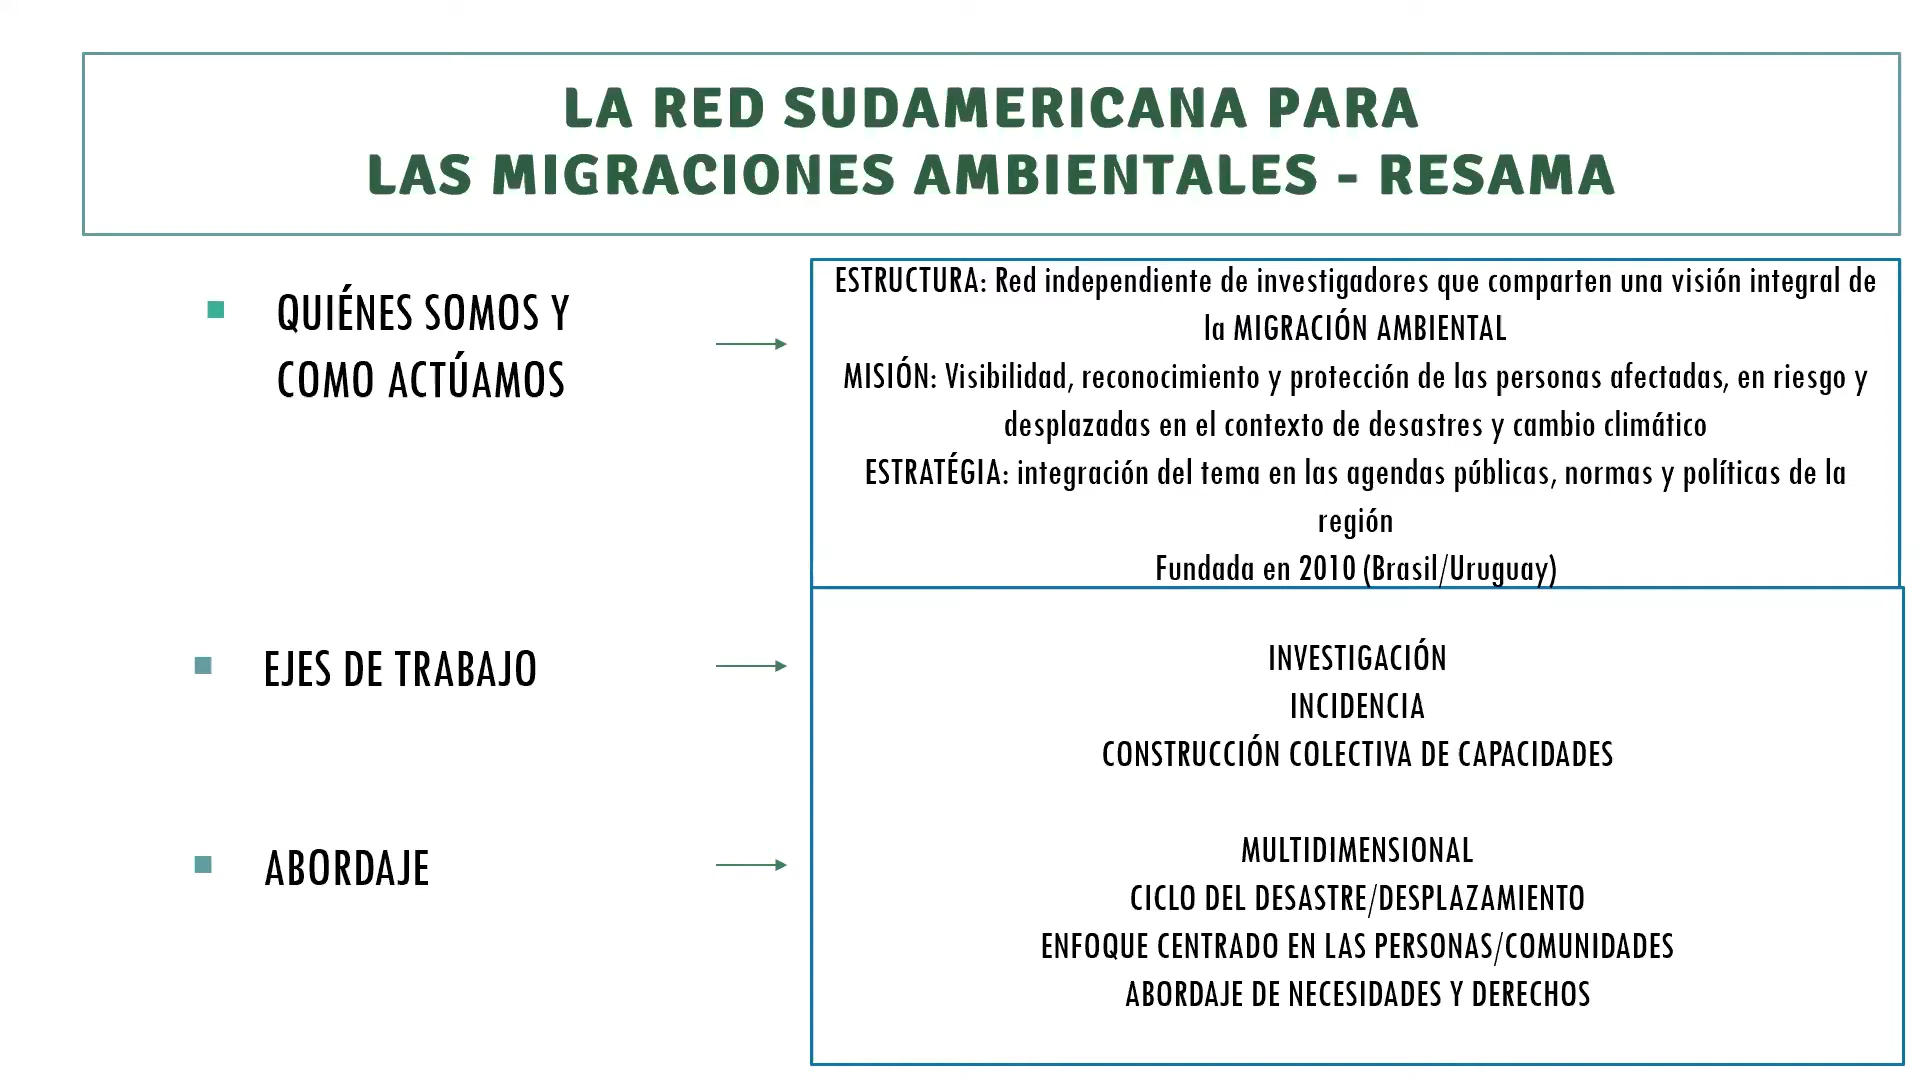 LA RED SUDAMERICANA PARA
LAS MIGRACIONES AMBIENTALES - RESAMA
QUIÉNES SOMOS Y
COMO ACTÚAMOS
ESTRUCTURA: Red independiente de investigadores que comparten una visión integral de
la MIGRACIÓN AMBIENTAL
MISIÓN: Visibilidad, reconocimiento y protección de las personas afectadas, en riesgo y
desplazadas en el contexto de desastres y cambio climático
ESTRATÉGIA: integración del tema en las agendas públicas, normas y políticas de la
región
Fundada en 2010 (Brasil/Uruguay)
EJES DE TRABAJO
INVESTIGACIÓN
INCIDENCIA
CONSTRUCCIÓN COLECTIVA DE CAPACIDADES
ABORDAJE
MULTIDIMENSIONAL
CICLO DEL DESASTRE/DESPLAZAMIENTO
ENFOQUE CENTRADO EN LAS PERSONAS/COMUNIDADES
ABORDAJE DE NECESIDADES Y DERECHOS